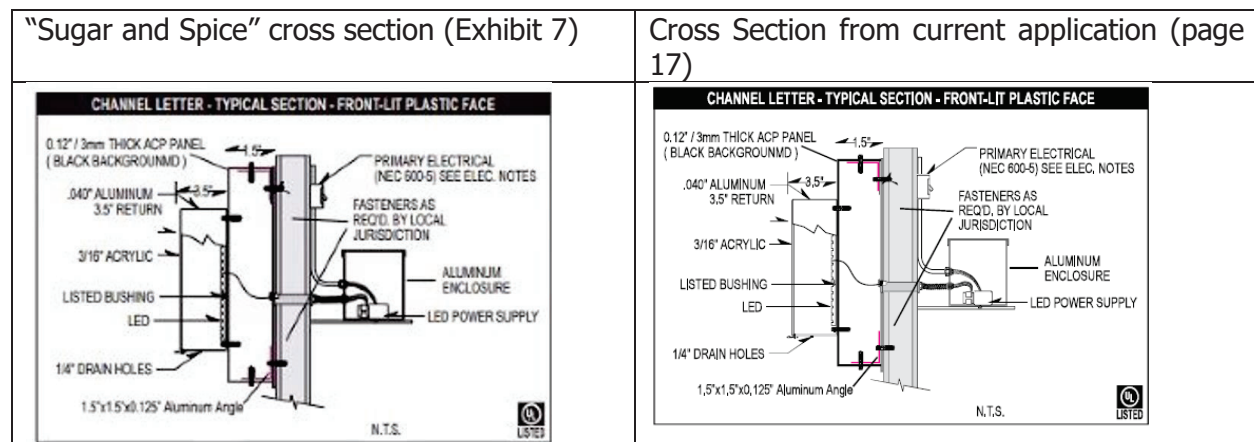 “Sugar and Spice” cross section (Exhibit 7)
Cross Section from current application (page
17)
CHANNEL LETTER - TYPICAL SECTION - FRONT-LIT PLASTIC FACE
0.12" / 3mm THICK ACP PANEL
( BLACK BACKGROUNMD )
1.5"
PRIMARY ELECTRICAL
(NEC 600-5) SEE ELEC. NOTES
.040" ALUMINUM
3.5" RETURN
3.5"
FASTENERS AS
REQ'D. BY LOCAL
JURISDICTION
3/16" ACRYLIC
ALUMINUM
ENCLOSURE
LISTED BUSHING
LED
LED POWER SUPPLY
1/4" DRAIN HOLES
1.5"x1.5"x0.125" Aluminum Angle
N.T.S.
UL
LISTED
CHANNEL LETTER - TYPICAL SECTION - FRONT-LIT PLASTIC FACE
0.12" / 3mm THICK ACP PANEL
( BLACK BACKGROUNMD )
1.5"
PRIMARY ELECTRICAL
(NEC 600-5) SEE ELEC. NOTES
.040" ALUMINUM
3.5" RETURN
3.5"
FASTENERS AS
REQ'D. BY LOCAL
JURISDICTION
3/16" ACRYLIC
ALUMINUM
ENCLOSURE
LISTED BUSHING
LED
LED POWER SUPPLY
1/4" DRAIN HOLES
1,5"x1,5"x0,125" Aluminum Angle
N.T.S.
UL
LISTED